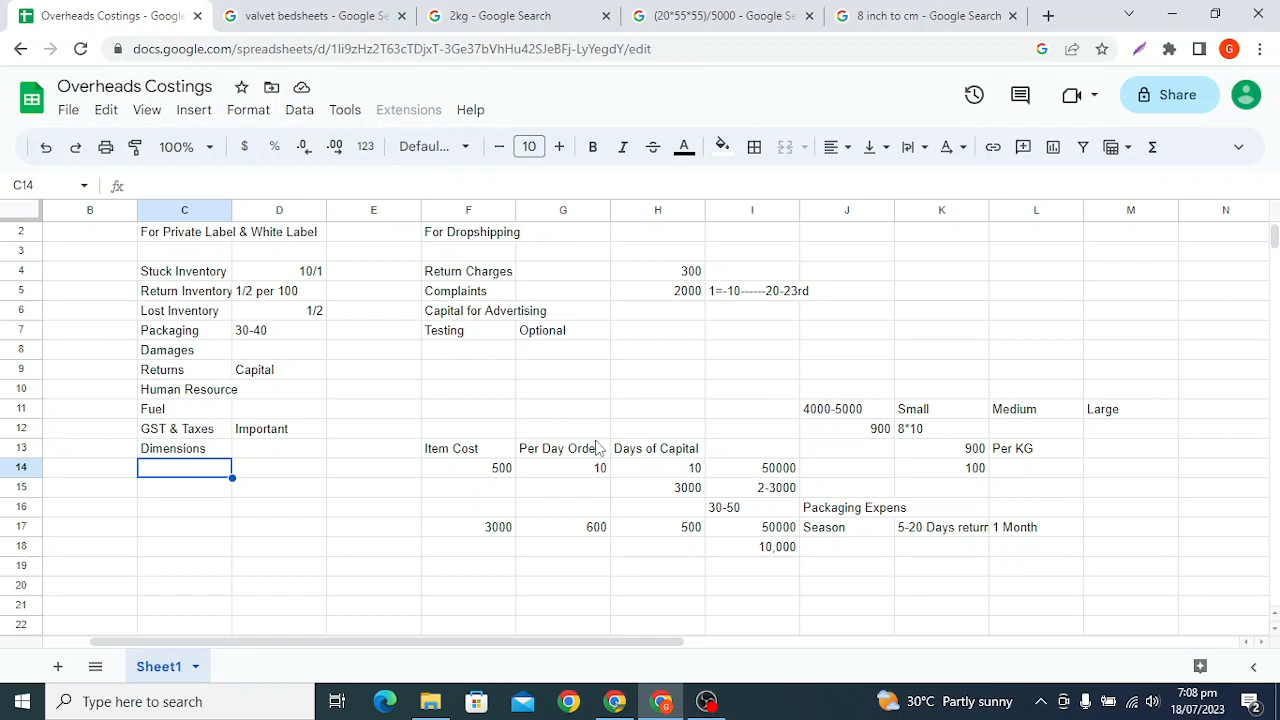 Overheads Costings - Google
valvet bedsheets - Google Se
2kg - Google Search
(20*55*55)/5000 - Google Se
8 inch to cm - Google Search
docs.google.com/spreadsheets/d/1Ii9zHz2T63cTDjxT-3Ge37bVhHu42SJeBFj-LyYegdY/edit
G
Overheads Costings
File Edit View Insert Format Data Tools Extensions Help
Share
100% $ % .0 .00 123 Defaul... 10 B I A
C14
B C D E F G H I J K L M N
2 For Private Label & White Label For Dropshipping
3
4 Stuck Inventory 10/1 Return Charges 300
5 Return Inventory 1/2 per 100 Complaints 2000 1=-10------20-23rd
6 Lost Inventory 1/2 Capital for Advertising
7 Packaging 30-40 Testing Optional
8 Damages
9 Returns Capital
10 Human Resource
11 Fuel 4000-5000 Small Medium Large
12 GST & Taxes Important 900 8*10
13 Dimensions Item Cost Per Day Orde Days of Capital 900 Per KG
14 500 10 10 50000 100
15 3000 2-3000
16 30-50 Packaging Expens
17 3000 600 500 50000 Season 5-20 Days return 1 Month
18 10,000
19
20
21
22
Sheet1
Type here to search
30°C Partly sunny
7:08 pm
18/07/2023
2